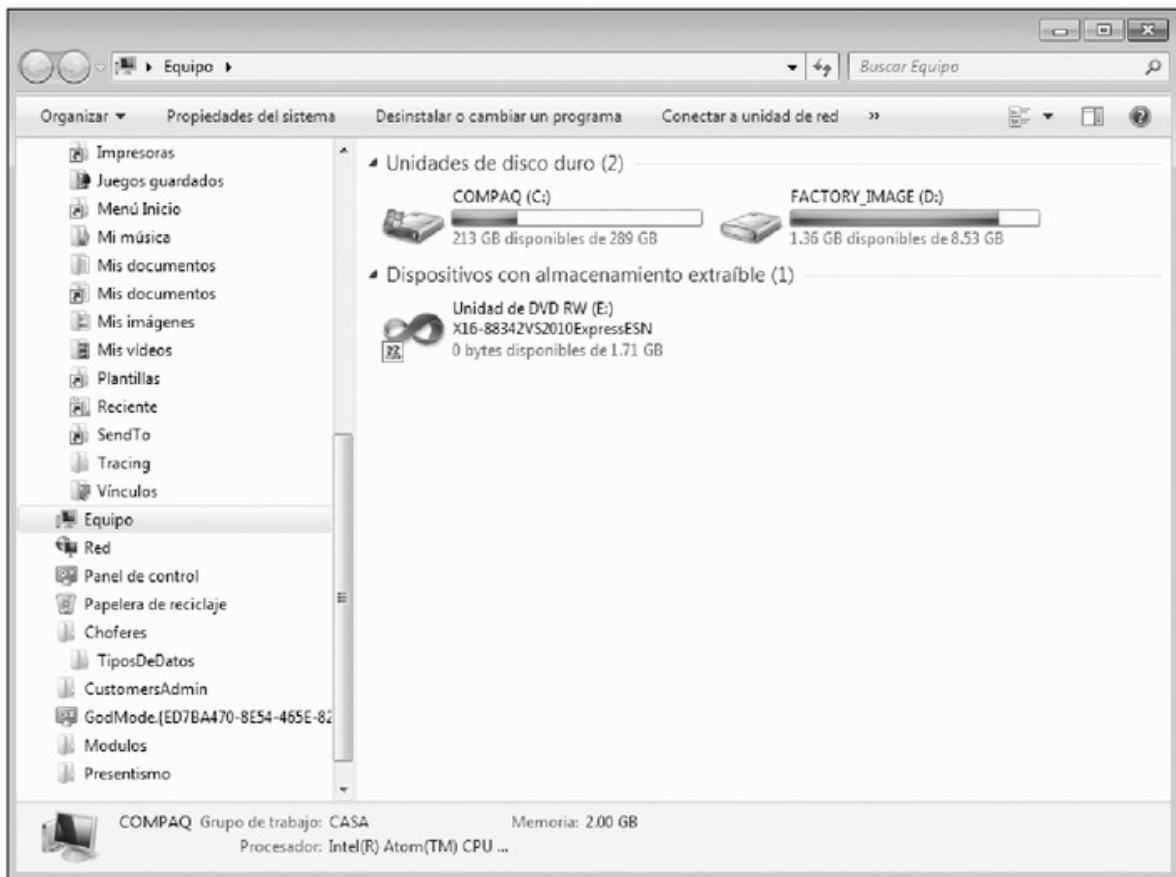 Equipo
Buscar Equipo
Organizar
Propiedades del sistema
Desinstalar o cambiar un programa
Conectar a unidad de red
»
Impresoras
Juegos guardados
Menú Inicio
Mi música
Mis documentos
Mis documentos
Mis imágenes
Mis vídeos
Plantillas
Reciente
SendTo
Tracing
Vínculos
Equipo
Red
Panel de control
Papelera de reciclaje
Choferes
TiposDeDatos
CustomersAdmin
GodMode.{ED7BA470-8E54-465E-82
Modulos
Presentismo
Unidades de disco duro (2)
COMPAQ (C:)
213 GB disponibles de 289 GB
FACTORY_IMAGE (D:)
1.36 GB disponibles de 8.53 GB
Dispositivos con almacenamiento extraíble (1)
Unidad de DVD RW (E:)
X16-88342VS2010ExpressESN
0 bytes disponibles de 1.71 GB
COMPAQ Grupo de trabajo: CASA Memoria: 2.00 GB
Procesador: Intel(R) Atom(TM) CPU ...